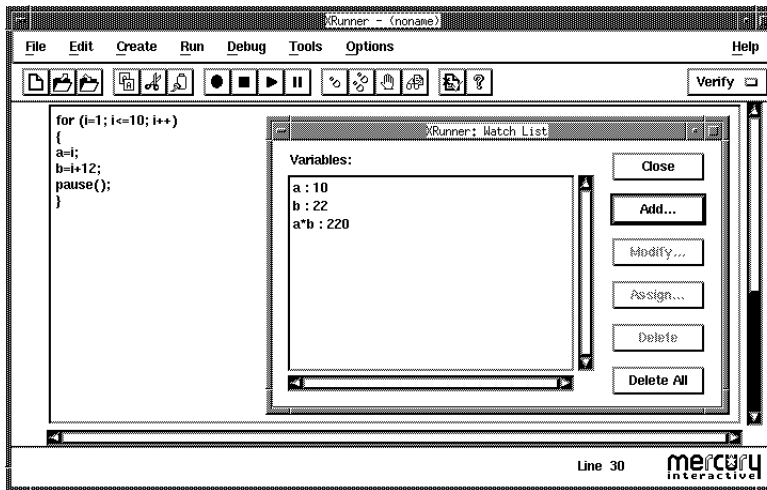 XRunner - (noname)
File Edit Create Run Debug Tools Options Help
Verify
for (i=1; i<=10; i++)
{
a=i;
b=i+12;
pause();
}
XRunner: Watch List
Variables:
a : 10
b : 22
a*b : 220
Close
Add...
Modify...
Assign...
Delete
Delete All
Line 30
mercury
interactive